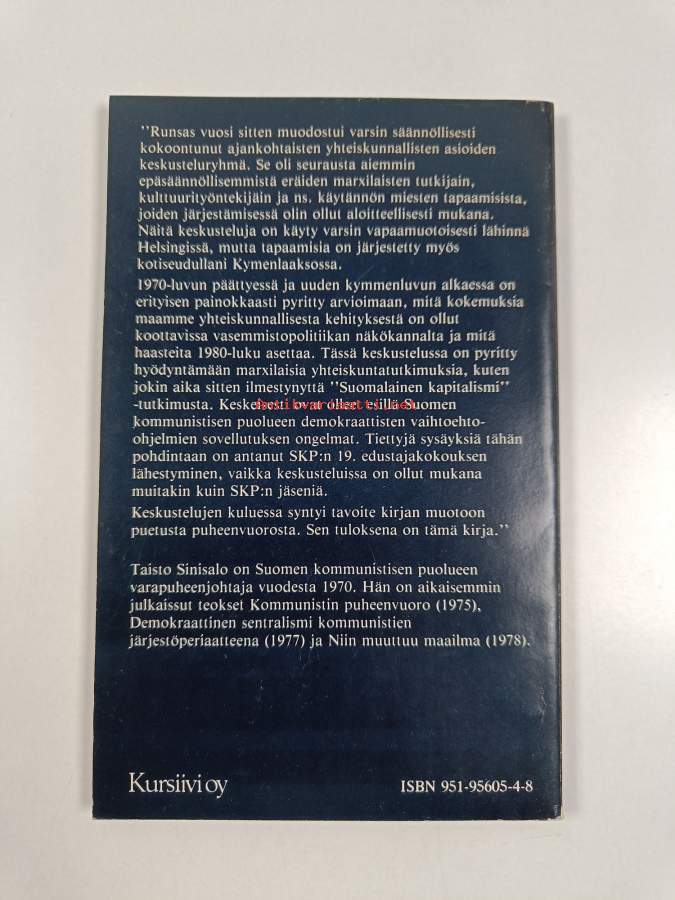 "Runsas vuosi sitten muodostui varsin säännöllisesti
kokoontunut ajankohtaisten yhteiskunnallisten asioiden
keskusteluryhmä. Se oli seurausta aiemmin
epäsäännöllisemmistä eräiden marxilaisten tutkijain,
kulttuurityöntekijäin ja ns. käytännön miesten tapaamisista,
joiden järjestämisessä olin ollut aloitteellisesti mukana.
Näitä keskusteluja on käyty varsin vapaamuotoisesti lähinnä
Helsingissä, mutta tapaamisia on järjestetty myös
kotiseudullani Kymenlaaksossa.
1970-luvun päättyessä ja uuden kymmenluvun alkaessa on
erityisen painokkaasti pyritty arvioimaan, mitä kokemuksia
maamme yhteiskunnallisesta kehityksestä on ollut
koottavissa vasemmistopolitiikan näkökannalta ja mitä
haasteita 1980-luku asettaa. Tässä keskustelussa on pyritty
hyödyntämään marxilaisia yhteiskuntatutkimuksia, kuten
jokin aika sitten ilmestynyttä "Suomalainen kapitalismi"
-tutkimusta. Keskeisesti ovat olleet esillä Suomen
kommunistisen puolueen demokraattisten vaihtoehto-
ohjelmien sovellutuksen ongelmat. Tiettyjä sysäyksiä tähän
pohdintaan on antanut SKP:n 19. edustajakokouksen
lähestyminen, vaikka keskusteluissa on ollut mukana
muitakin kuin SKP:n jäseniä.
Keskustelujen kuluessa syntyi tavoite kirjan muotoon
puetusta puheenvuorosta. Sen tuloksena on tämä kirja."
Taisto Sinisalo on Suomen kommunistisen puolueen
varapuheenjohtaja vuodesta 1970. Hän on aikaisemmin
julkaissut teokset Kommunistin puheenvuoro (1975),
Demokraattinen sentralismi kommunistien
järjestöperiaatteena (1977) ja Niin muuttuu maailma (1978).
Kursiivi oy
ISBN 951-95605-4-8